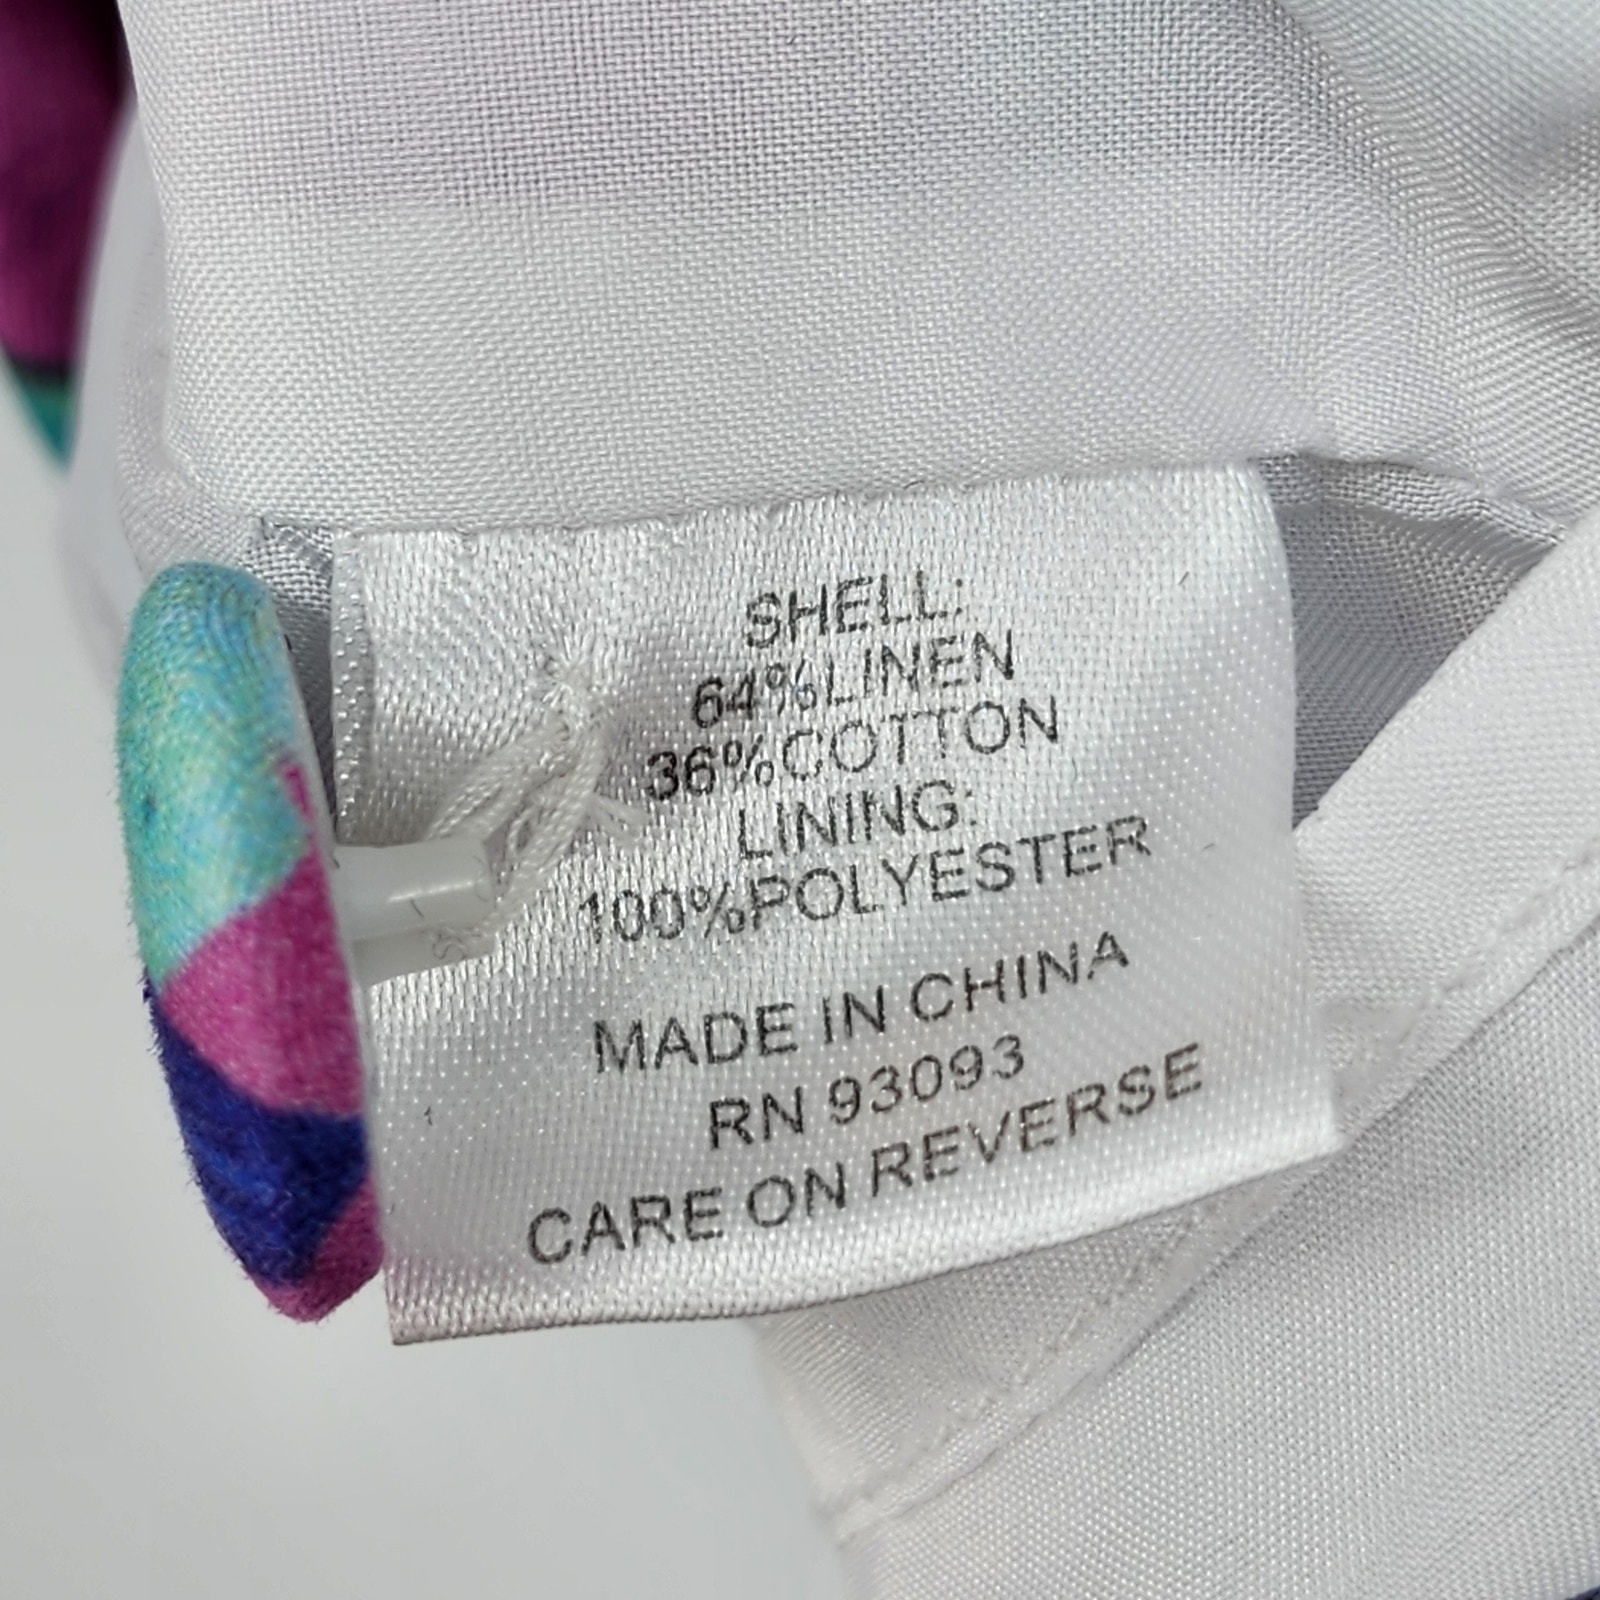 SHELL:
64%LINEN
36%COTTON
LINING:
100%POLYESTER
MADE IN CHINA
RN 93093
CARE ON REVERSE